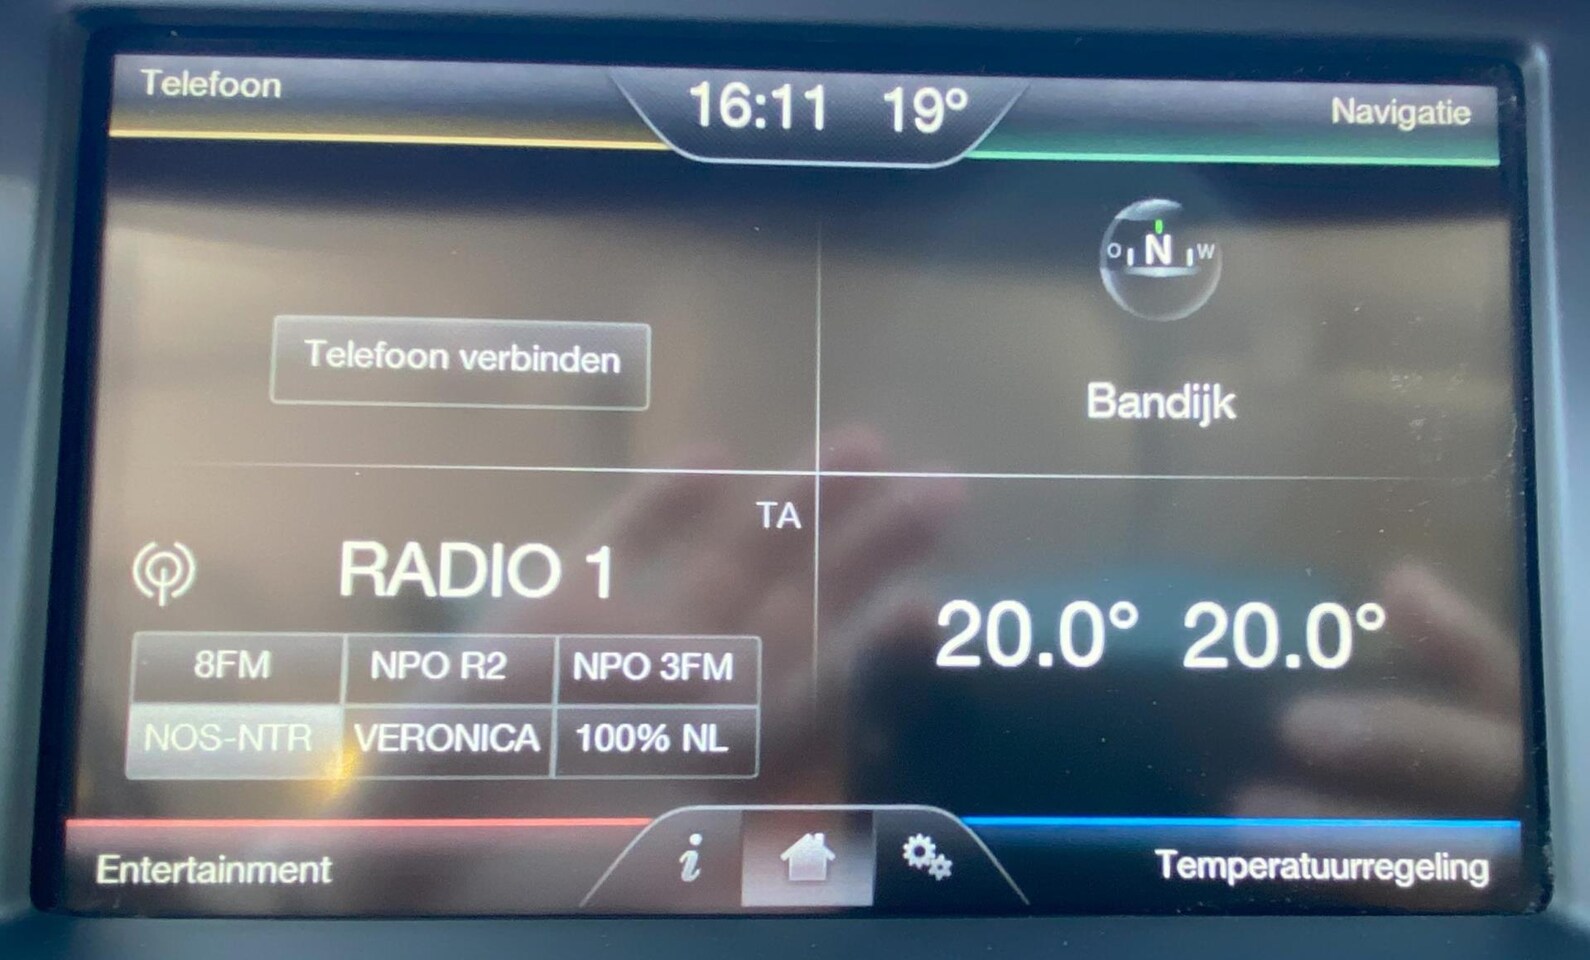 Telefoon
16:11 19°
Navigatie
O N W
Telefoon verbinden
Bandijk
TA
RADIO 1
8FM NPO R2 NPO 3FM
NOS-NTR VERONICA 100% NL
20.0° 20.0°
Entertainment
i
Temperatuurregeling